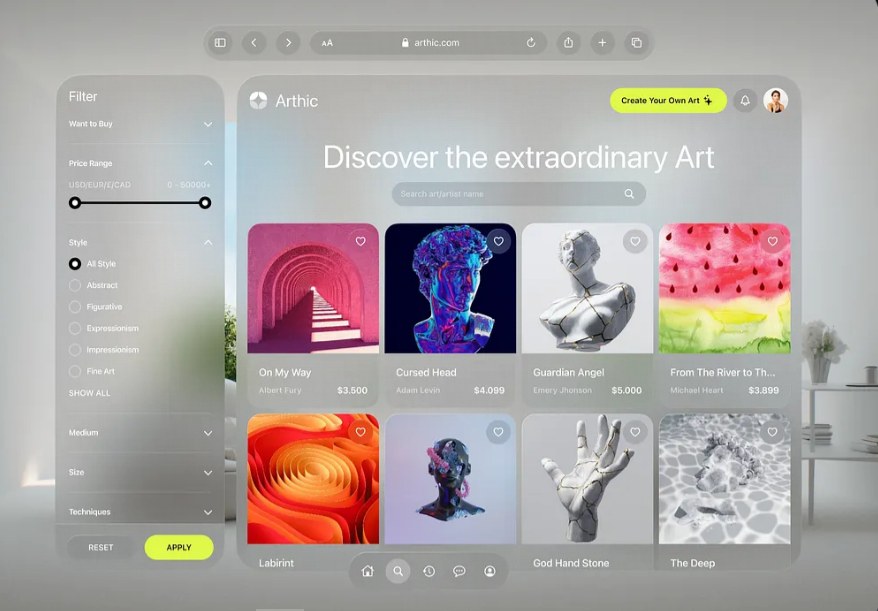 AA
arthic.com
Filter
Want to Buy
Price Range
USD/EUR/E/CAD 0 - 50000+
Style
All Style
Abstract
Figurative
Expressionism
Impressionism
Fine Art
SHOW ALL
Medium
Size
Techniques
RESET APPLY
Arthic
Create Your Own Art
Discover the extraordinary Art
Search art/artist name
On My Way
Albert Fury $3.500
Cursed Head
Adam Levin $4.099
Guardian Angel
Emery Jhonson $5.000
From The River to Th...
Michael Heart $3.899
Labirint
God Hand Stone
The Deep